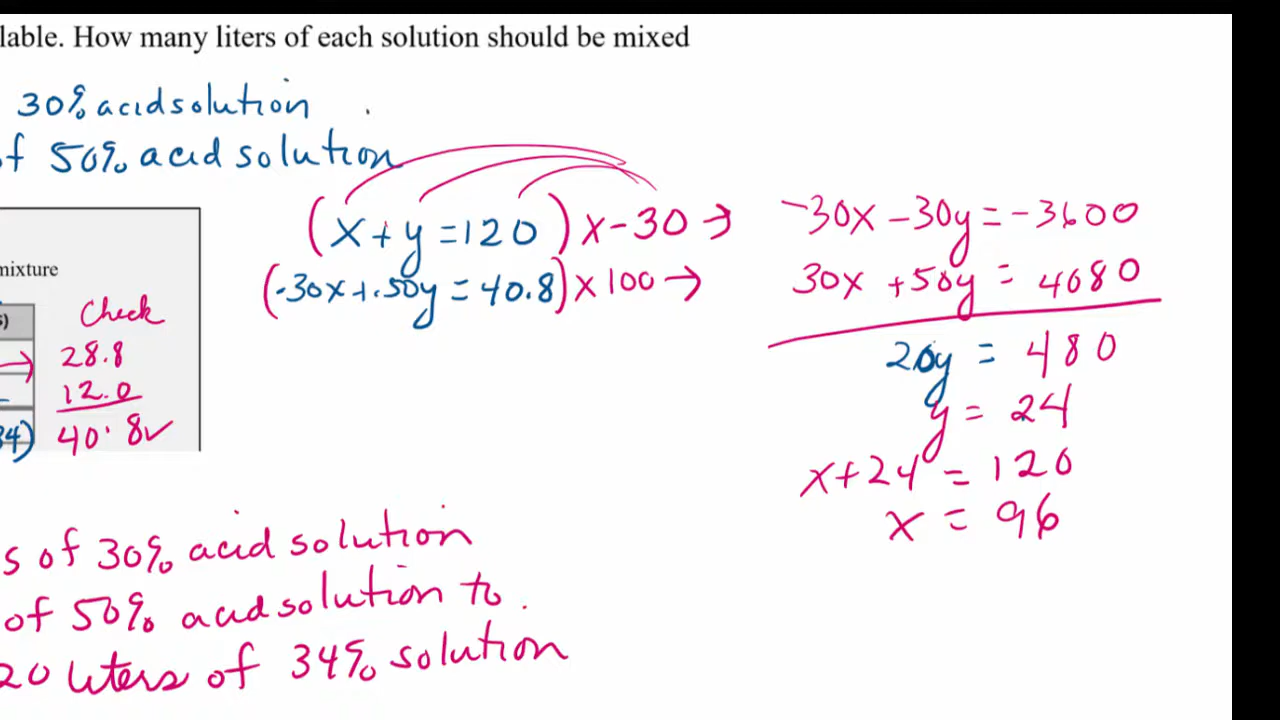 lable. How many liters of each solution should be mixed
30% acid solution
of 50% acid solution
(x + y = 120) x -30 →
-30x - 30y = -3600
(.30x + .50y = 40.8) x 100 →
30x + 50y = 4080
mixture
Check
s)
28.8
12.0
34) 40.8 ✓
20y = 480
y = 24
x + 24 = 120
x = 96
s of 30% acid solution
of 50% acid solution to
20 liters of 34% solution